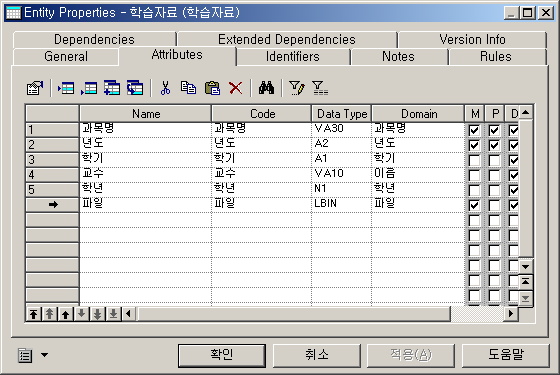 Entity Properties - 학습자료 (학습자료)
Dependencies Extended Dependencies Version Info
General Attributes Identifiers Notes Rules
Name Code Data Type Domain M P D
1 과목명 과목명 VA30 과목명
2 년도 년도 A2 년도
3 학기 학기 A1 학기
4 교수 교수 VA10 이름
5 학년 학년 N1 학년
파일 파일 LBIN 파일
확인 취소 적용(A) 도움말